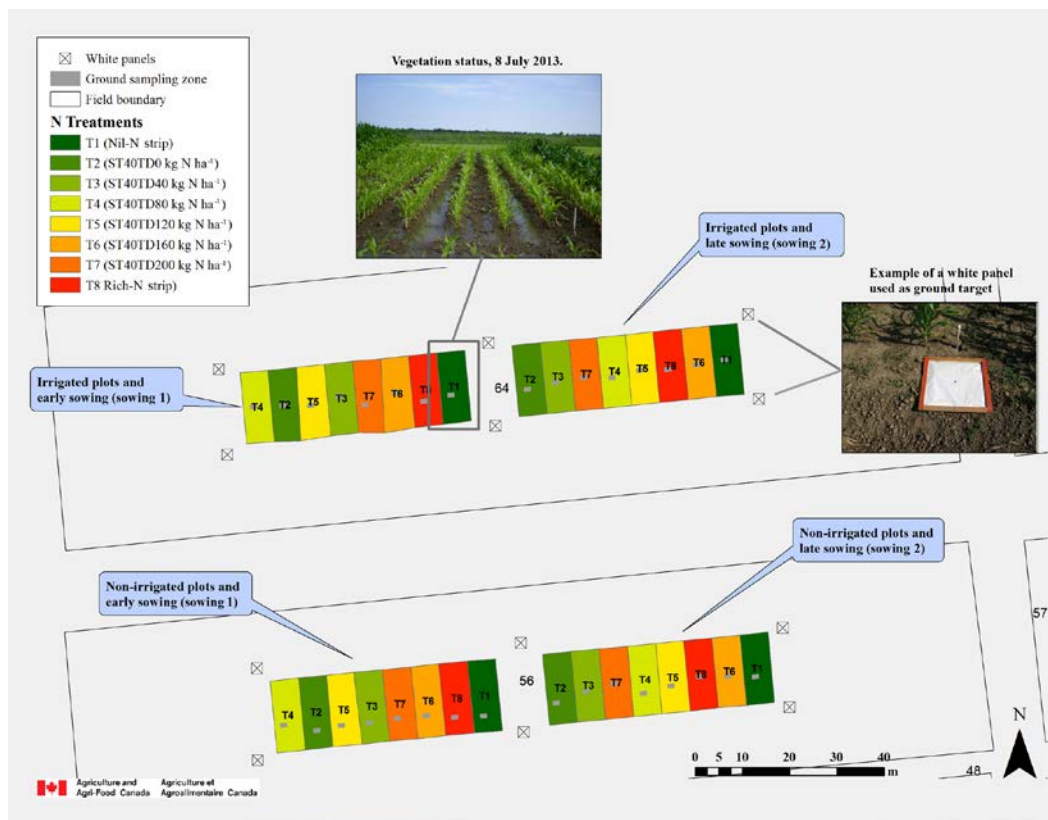 White panels
Ground sampling zone
Field boundary
N Treatments
T1 (Nil-N strip)
T2 (ST40TD0 kg N ha⁻¹)
T3 (ST40TD40 kg N ha⁻¹)
T4 (ST40TD80 kg N ha⁻¹)
T5 (ST40TD120 kg N ha⁻¹)
T6 (ST40TD160 kg N ha⁻¹)
T7 (ST40TD200 kg N ha⁻¹)
T8 Rich-N strip)
Vegetation status, 8 July 2013.
Irrigated plots and
late sowing (sowing 2)
Example of a white panel
used as ground target
Irrigated plots and
early sowing (sowing 1)
T4 T2 T5 T3 T7 T6 T8 T1
64
T2 T3 T7 T4 T5 T8 T6 T1
Non-irrigated plots and
late sowing (sowing 2)
Non-irrigated plots and
early sowing (sowing 1)
57
T4 T2 T5 T3 T7 T6 T8 T1
56
T2 T3 T7 T4 T5 T8 T6 T1
N
0 5 10 20 30 40
m
48
Agriculture and Agriculture et
Agri-Food Canada Agroalimentaire Canada